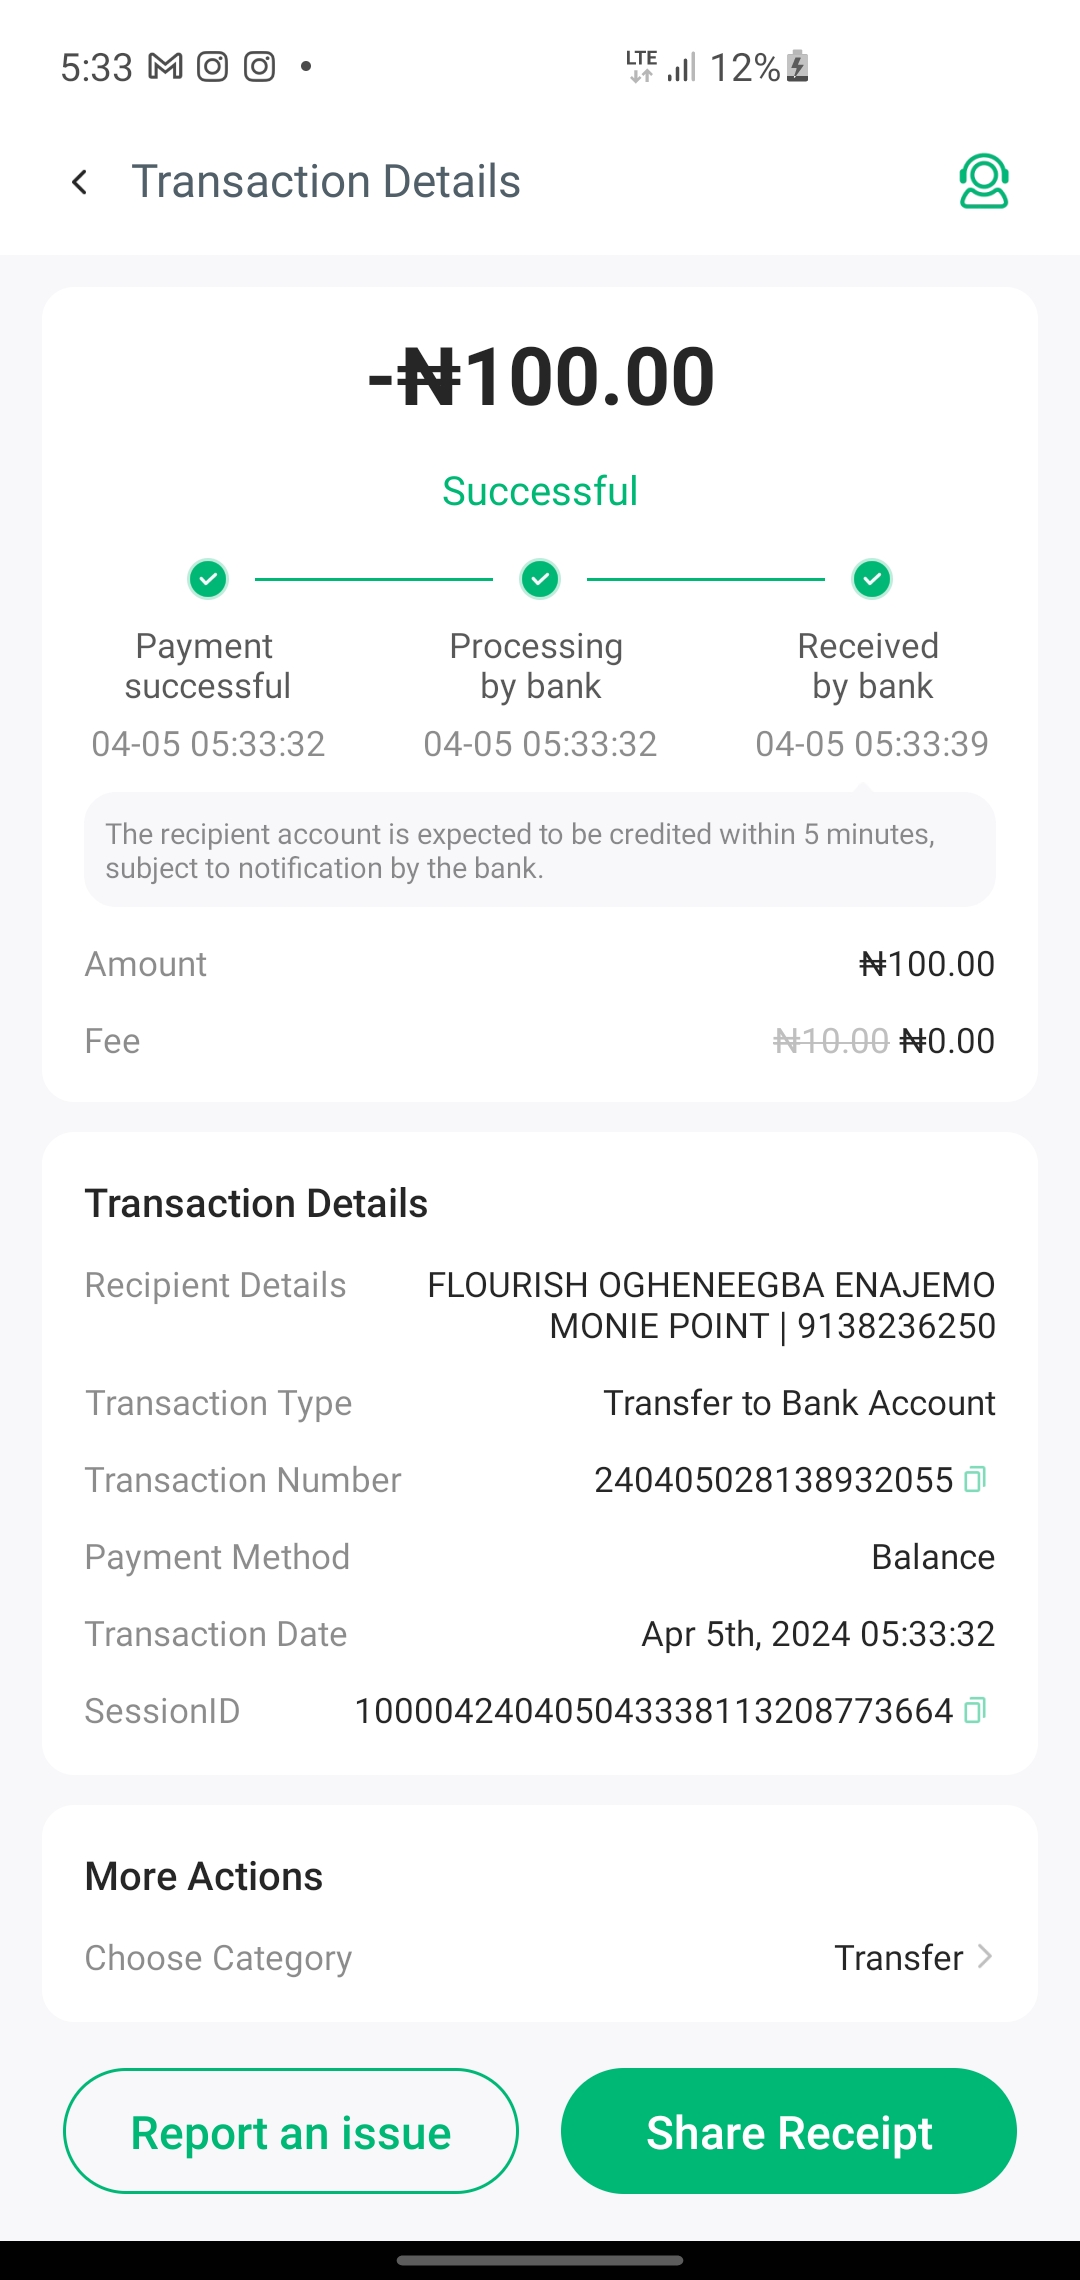 5:33 LTE 12%
Transaction Details
-₦100.00
Successful
Payment successful
Processing by bank
Received by bank
04-05 05:33:32
04-05 05:33:32
04-05 05:33:39
The recipient account is expected to be credited within 5 minutes,
subject to notification by the bank.
Amount ₦100.00
Fee ₦10.00 ₦0.00
Transaction Details
Recipient Details FLOURISH OGHENEEGBA ENAJEMO
MONIE POINT | 9138236250
Transaction Type Transfer to Bank Account
Transaction Number 240405028138932055
Payment Method Balance
Transaction Date Apr 5th, 2024 05:33:32
SessionID 100004240405043338113208773664
More Actions
Choose Category Transfer
Report an issue
Share Receipt